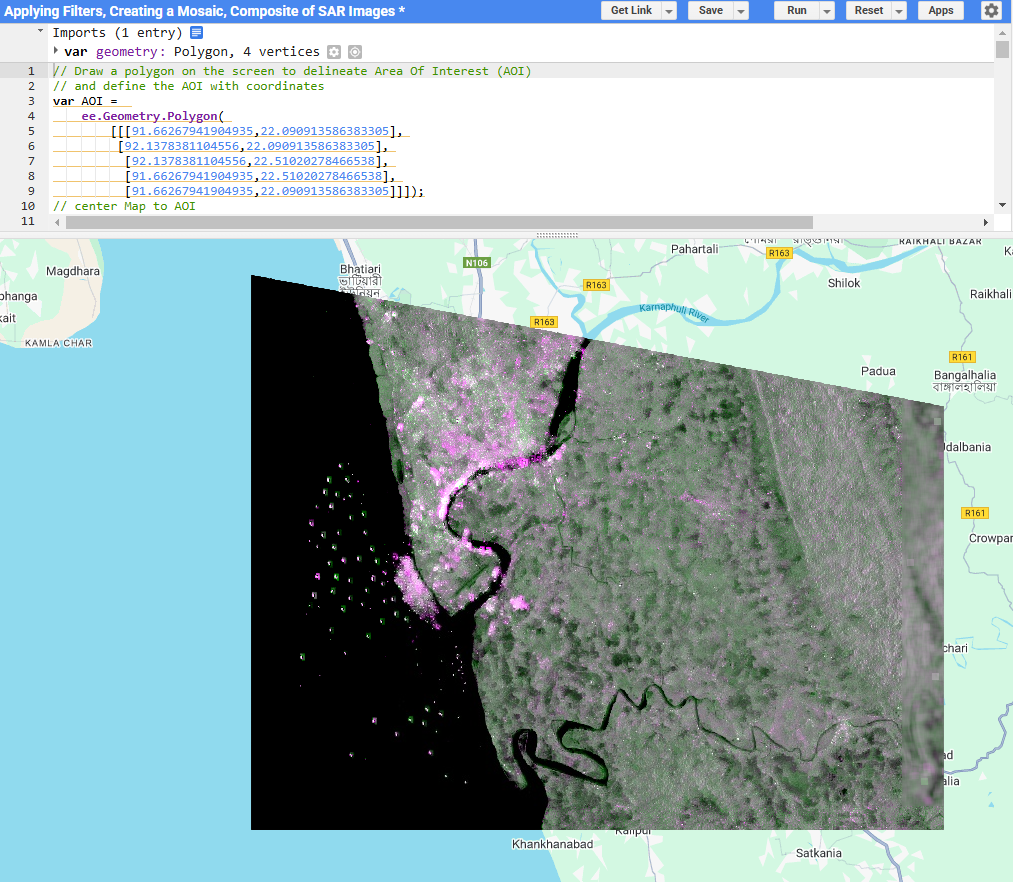 Applying Filters, Creating a Mosaic, Composite of SAR Images *
Get Link
Save
Run
Reset
Apps
Imports (1 entry)
var geometry: Polygon, 4 vertices
1 // Draw a polygon on the screen to delineate Area Of Interest (AOI)
2 // and define the AOI with coordinates
3 var AOI =
4 ee.Geometry.Polygon(
5 [[[91.66267941904935,22.090913586383305],
6 [92.1378381104556,22.090913586383305],
7 [92.1378381104556,22.51020278466538],
8 [91.66267941904935,22.51020278466538],
9 [91.66267941904935,22.090913586383305]]]);
10 // center Map to AOI
11
Magdhara
phanga
kait
KAMLA CHAR
Bhatiari
ভাটিয়ারী
ইউনিয়ন
N106
R163
R163
R163
Pahartali
RAIKHALI BAZAR
Shilok
Raikhali
Karnaphuli River
R161
Padua
Bangalhalia
বাঙ্গালহালিয়া
Udalbania
R161
Crowpar
chari
ad
alia
Kalipur
Khankhanabad
Satkania